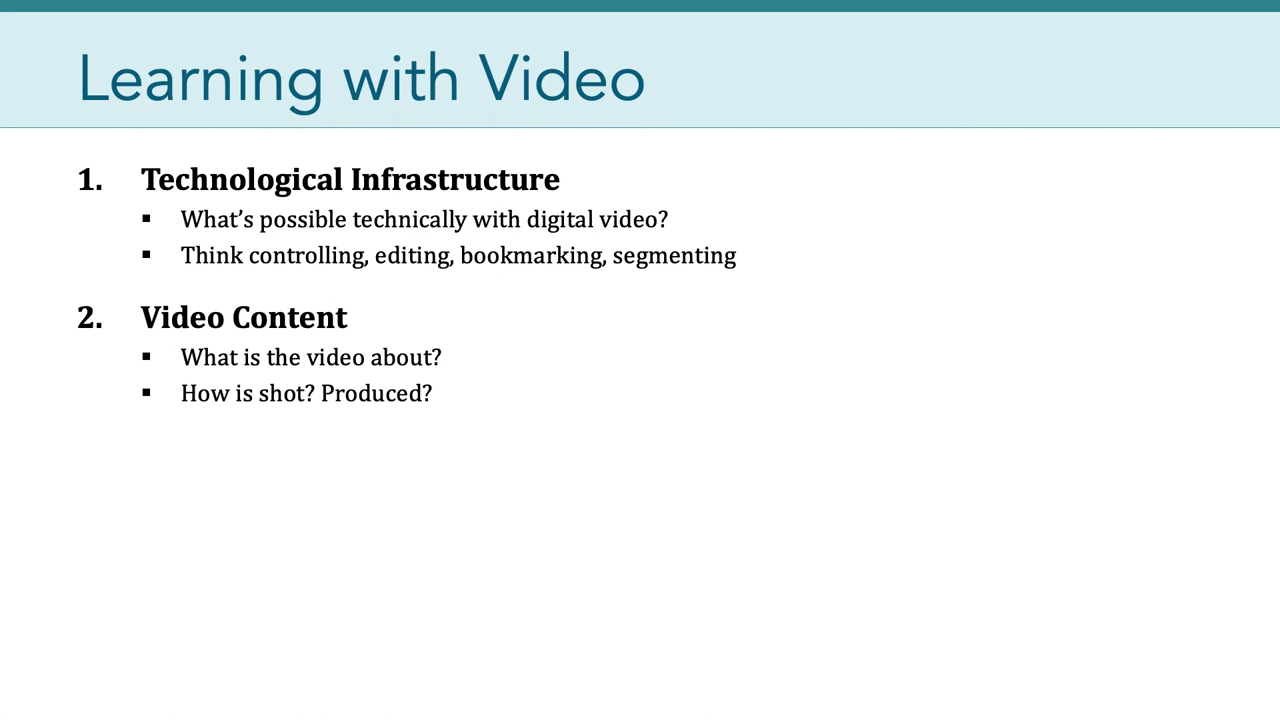 Learning with Video
1. Technological Infrastructure
▪ What's possible technically with digital video?
▪ Think controlling, editing, bookmarking, segmenting
2. Video Content
▪ What is the video about?
▪ How is shot? Produced?